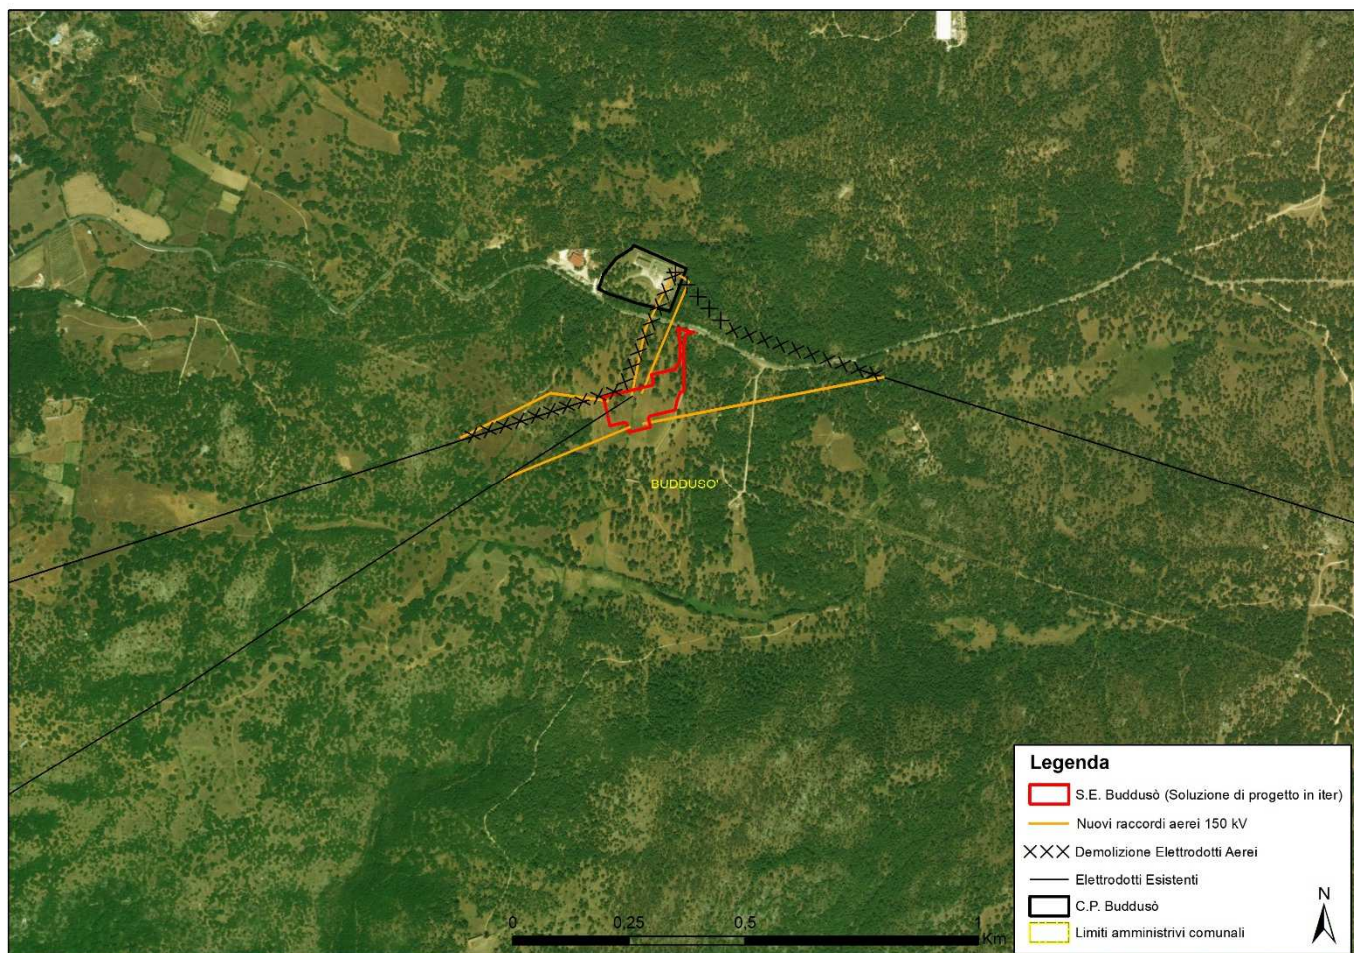 BUDDUSO'
Legenda
S.E. Buddusò (Soluzione di progetto in iter)
Nuovi raccordi aerei 150 kV
Demolizione Elettrodotti Aerei
Elettrodotti Esistenti
C.P. Buddusò
Limiti amministrivi comunali
N
0 0,25 0,5 1
Km